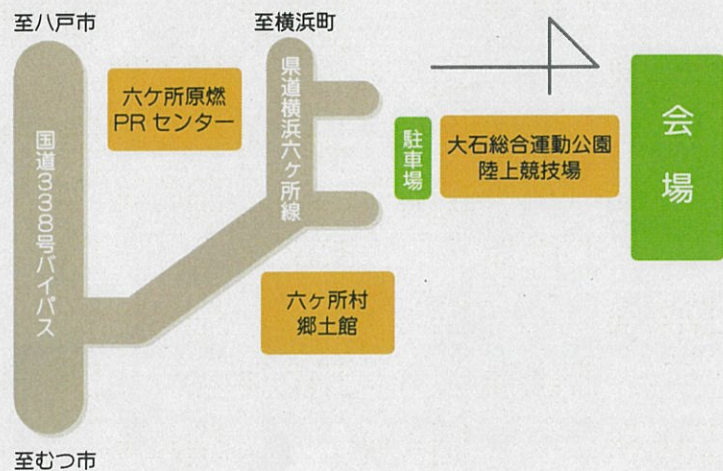 至八戸市
至横浜町
六ケ所原燃
PRセンター
県道横浜六ヶ所線
国道338号バイパス
駐車場
大石総合運動公園
陸上競技場
会場
六ヶ所村
郷土館
至むつ市